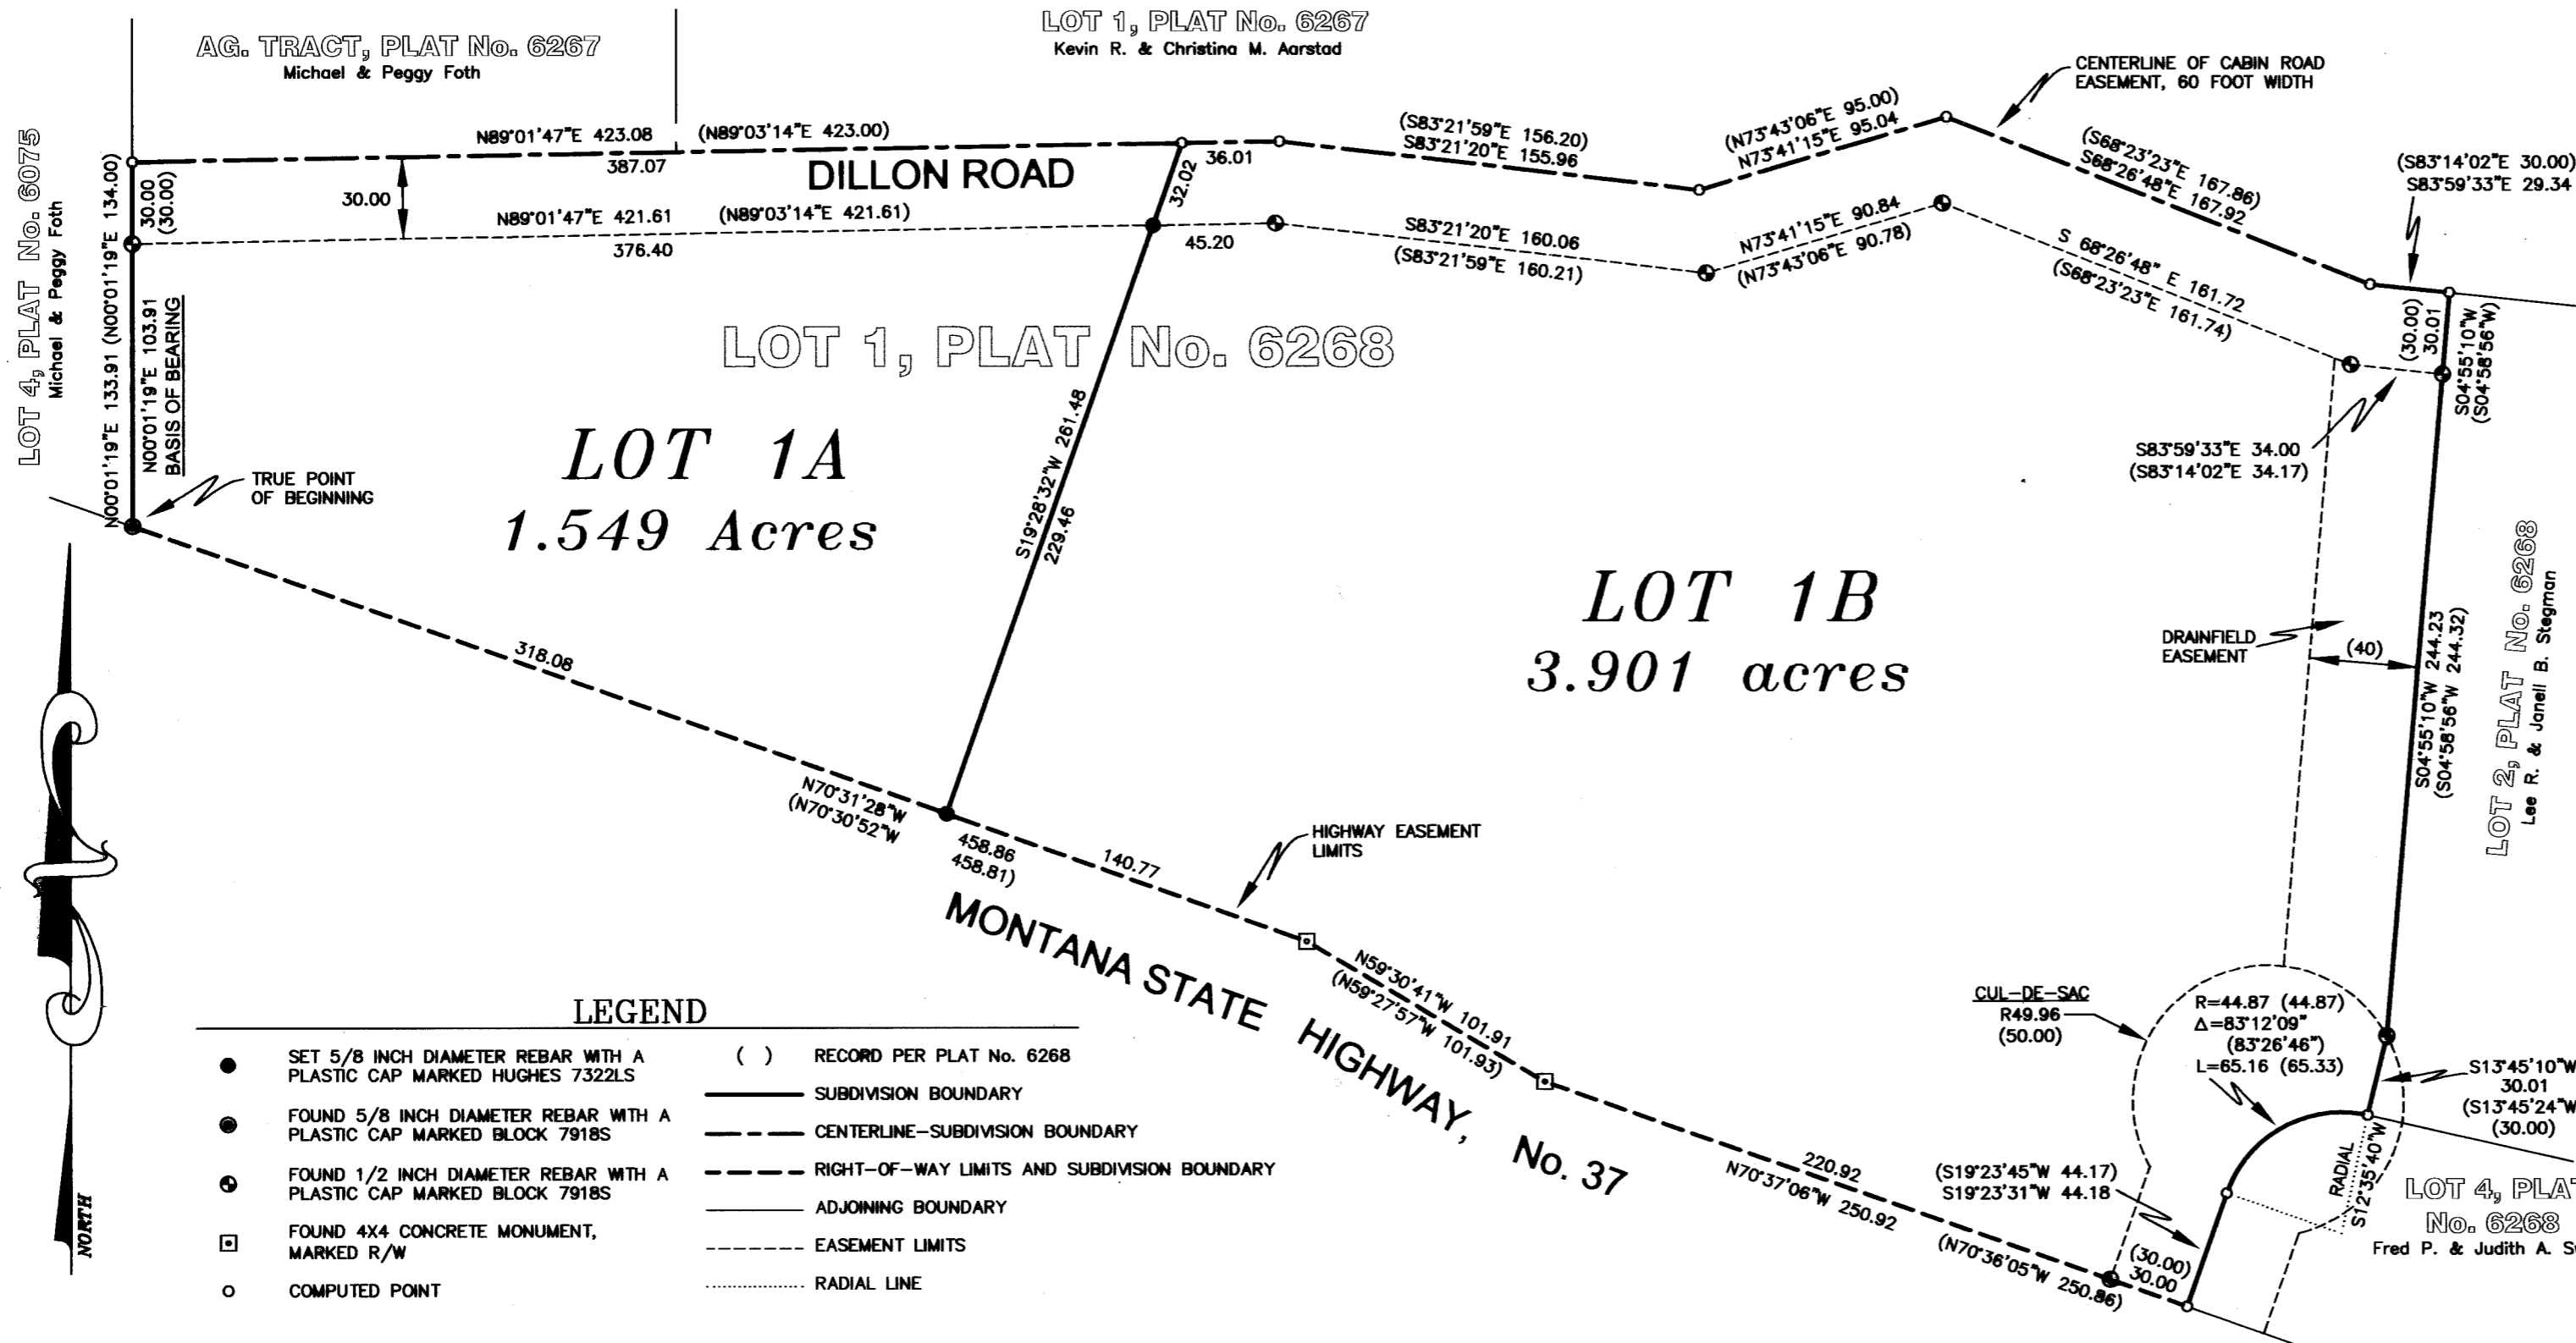 AG. TRACT, PLAT No. 6267
Michael & Peggy Foth
LOT 1, PLAT No. 6267
Kevin R. & Christina M. Aarstad
CENTERLINE OF CABIN ROAD
EASEMENT, 60 FOOT WIDTH
LOT 4, PLAT No. 6075
Michael & Peggy Foth
N89°01'47"E 423.08 (N89°03'14"E 423.00)
387.07
DILLON ROAD
36.01
32.02
(S83°21'59"E 156.20)
S83°21'20"E 155.96
(N73°43'06"E 95.00)
N73°41'15"E 95.04
(S68°23'23"E 167.86)
S68°26'48"E 167.92
(S83°14'02"E 30.00)
S83°59'33"E 29.34
N00°01'19"E 133.91 (N00°01'19"E 134.00)
30.00
(30.00)
30.00
N89°01'47"E 421.61 (N89°03'14"E 421.61)
376.40
45.20
S83°21'20"E 160.06
(S83°21'59"E 160.21)
N73°41'15"E 90.84
(N73°43'06"E 90.78)
S 68°26'48" E 161.72
(S68°23'23"E 161.74)
(30.00)
30.01
S04°55'10"W
(S04°58'56"W)
N00°01'19"E 103.91
BASIS OF BEARING
LOT 1, PLAT No. 6268
TRUE POINT
OF BEGINNING
LOT 1A
1.549 Acres
S19°28'32"W 261.48
229.46
S83°59'33"E 34.00
(S83°14'02"E 34.17)
LOT 1B
3.901 acres
DRAINFIELD
EASEMENT
(40)
S04°55'10"W 244.23
(S04°58'56"W 244.32)
LOT 2, PLAT No. 6268
Lee R. & Janell B. Stegman
318.08
N70°31'28"W
(N70°30'52"W
458.86
458.81)
140.77
HIGHWAY EASEMENT
LIMITS
MONTANA STATE HIGHWAY, No. 37
N59°30'41"W 101.91
(N59°27'57"W 101.93)
CUL-DE-SAC
R49.96
(50.00)
R=44.87 (44.87)
Δ=83°12'09"
(83°26'46")
L=65.16 (65.33)
S13°45'10"W
30.01
(S13°45'24"W
(30.00)
RADIAL
S12°35'40"W
(S19°23'45"W 44.17)
S19°23'31"W 44.18
220.92
N70°37'06"W 250.92
(N70°36'05"W 250.86)
(30.00)
30.00
LOT 4, PLAT
No. 6268
Fred P. & Judith A.
NORTH
LEGEND
SET 5/8 INCH DIAMETER REBAR WITH A
PLASTIC CAP MARKED HUGHES 7322LS
FOUND 5/8 INCH DIAMETER REBAR WITH A
PLASTIC CAP MARKED BLOCK 7918S
FOUND 1/2 INCH DIAMETER REBAR WITH A
PLASTIC CAP MARKED BLOCK 7918S
FOUND 4X4 CONCRETE MONUMENT,
MARKED R/W
COMPUTED POINT
( ) RECORD PER PLAT No. 6268
SUBDIVISION BOUNDARY
CENTERLINE-SUBDIVISION BOUNDARY
RIGHT-OF-WAY LIMITS AND SUBDIVISION BOUNDARY
ADJOINING BOUNDARY
EASEMENT LIMITS
RADIAL LINE